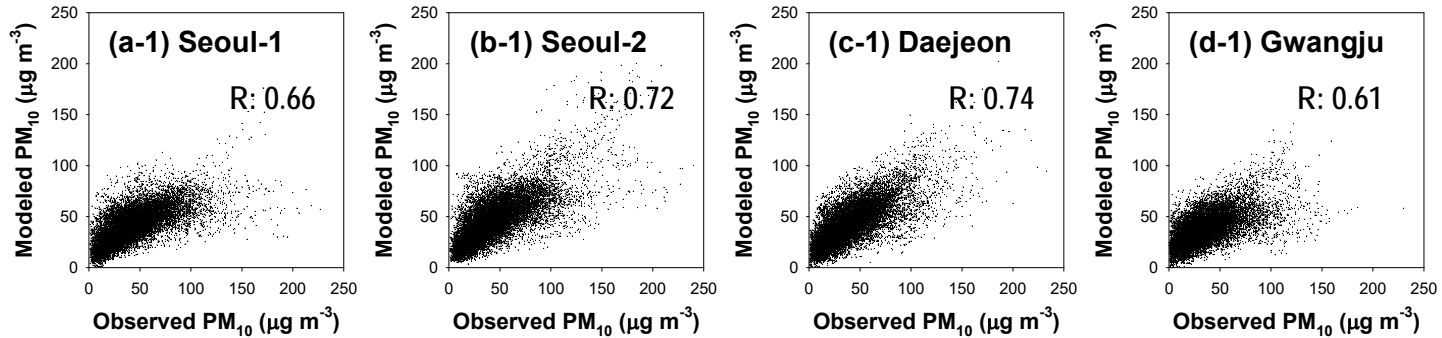 (a-1) Seoul-1
R: 0.66
Modeled PM₁₀ (μg m⁻³)
250
200
150
100
50
0
0 50 100 150 200 250
Observed PM₁₀ (μg m⁻³)
(b-1) Seoul-2
R: 0.72
Modeled PM₁₀ (μg m⁻³)
250
200
150
100
50
0
0 50 100 150 200 250
Observed PM₁₀ (μg m⁻³)
(c-1) Daejeon
R: 0.74
Modeled PM₁₀ (μg m⁻³)
250
200
150
100
50
0
0 50 100 150 200 250
Observed PM₁₀ (μg m⁻³)
(d-1) Gwangju
R: 0.61
Modeled PM₁₀ (μg m⁻³)
250
200
150
100
50
0
0 50 100 150 200 250
Observed PM₁₀ (μg m⁻³)